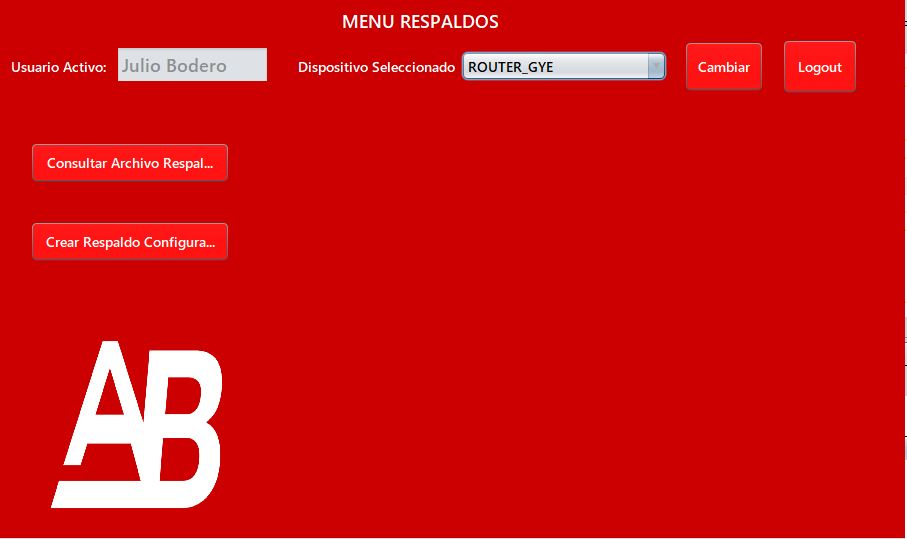 MENU RESPALDOS
Usuario Activo: Julio Bodero Dispositivo Seleccionado ROUTER_GYE Cambiar Logout
Consultar Archivo Respal...
Crear Respaldo Configura...
AB